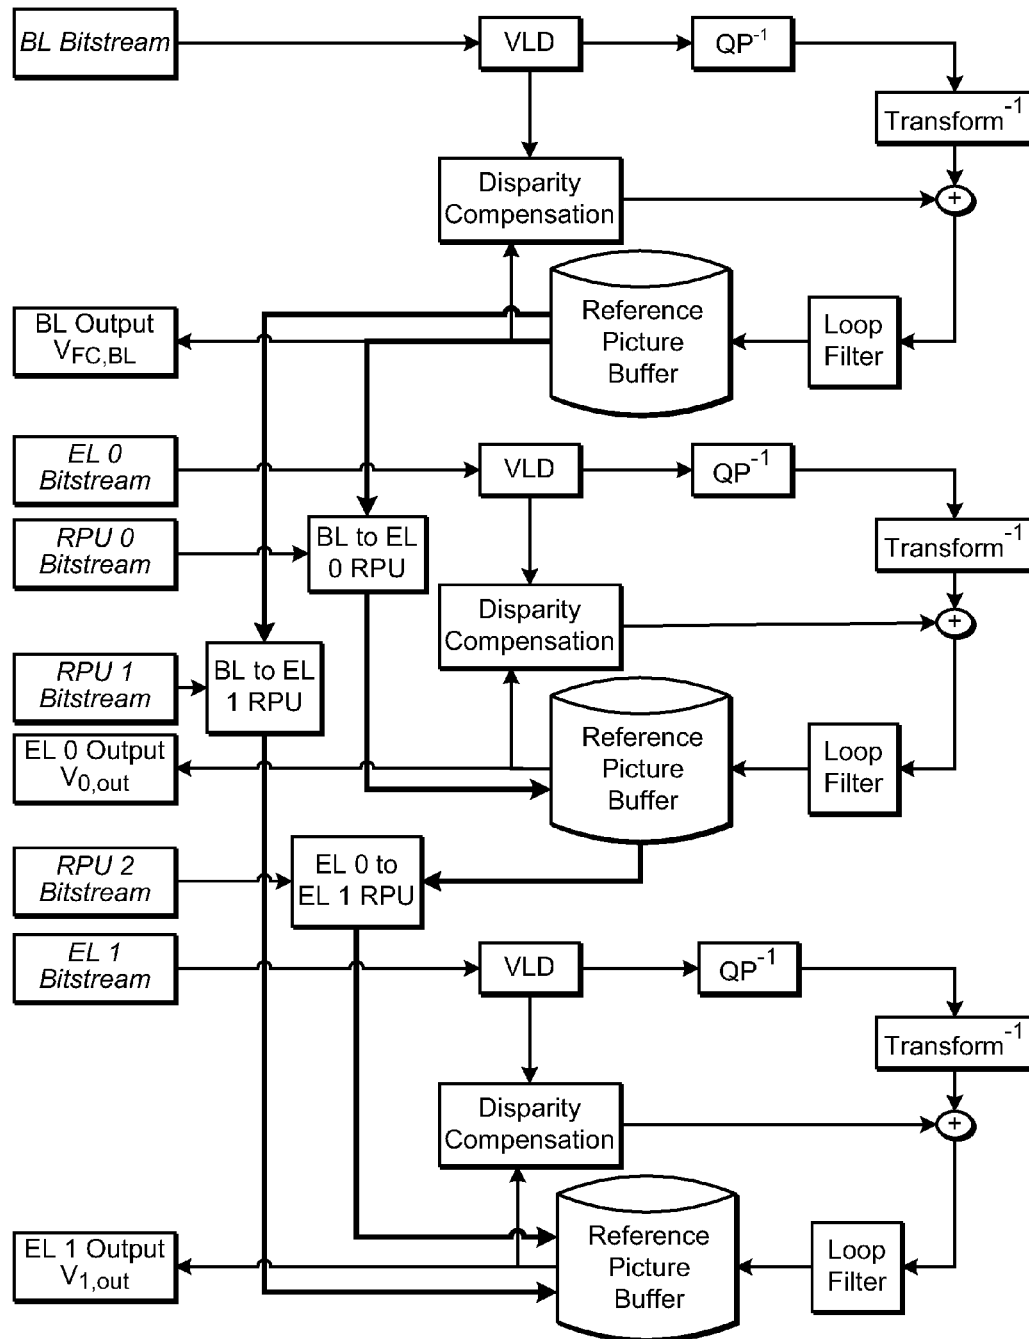 BL Bitstream
VLD
QP-1
Transform-1
Disparity
Compensation
+
Reference
Picture
Buffer
Loop
Filter
BL Output
VFC,BL
EL 0
Bitstream
VLD
QP-1
RPU 0
Bitstream
BL to EL
0 RPU
Transform-1
Disparity
Compensation
+
RPU 1
Bitstream
BL to EL
1 RPU
EL 0 Output
V0,out
Reference
Picture
Buffer
Loop
Filter
RPU 2
Bitstream
EL 0 to
EL 1 RPU
EL 1
Bitstream
VLD
QP-1
Transform-1
Disparity
Compensation
+
EL 1 Output
V1,out
Reference
Picture
Buffer
Loop
Filter